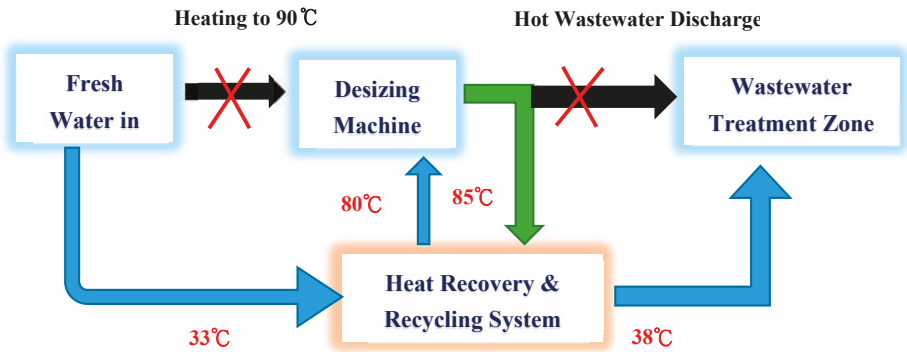 Heating to 90℃
Hot Wastewater Discharge
Fresh
Water in
Desizing
Machine
Wastewater
Treatment Zone
80℃
85℃
Heat Recovery &
Recycling System
33℃
38℃